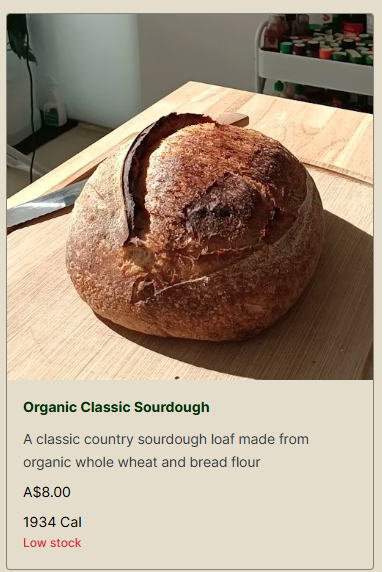 Organic Classic Sourdough
A classic country sourdough loaf made from
organic whole wheat and bread flour
A$8.00
1934 Cal
Low stock